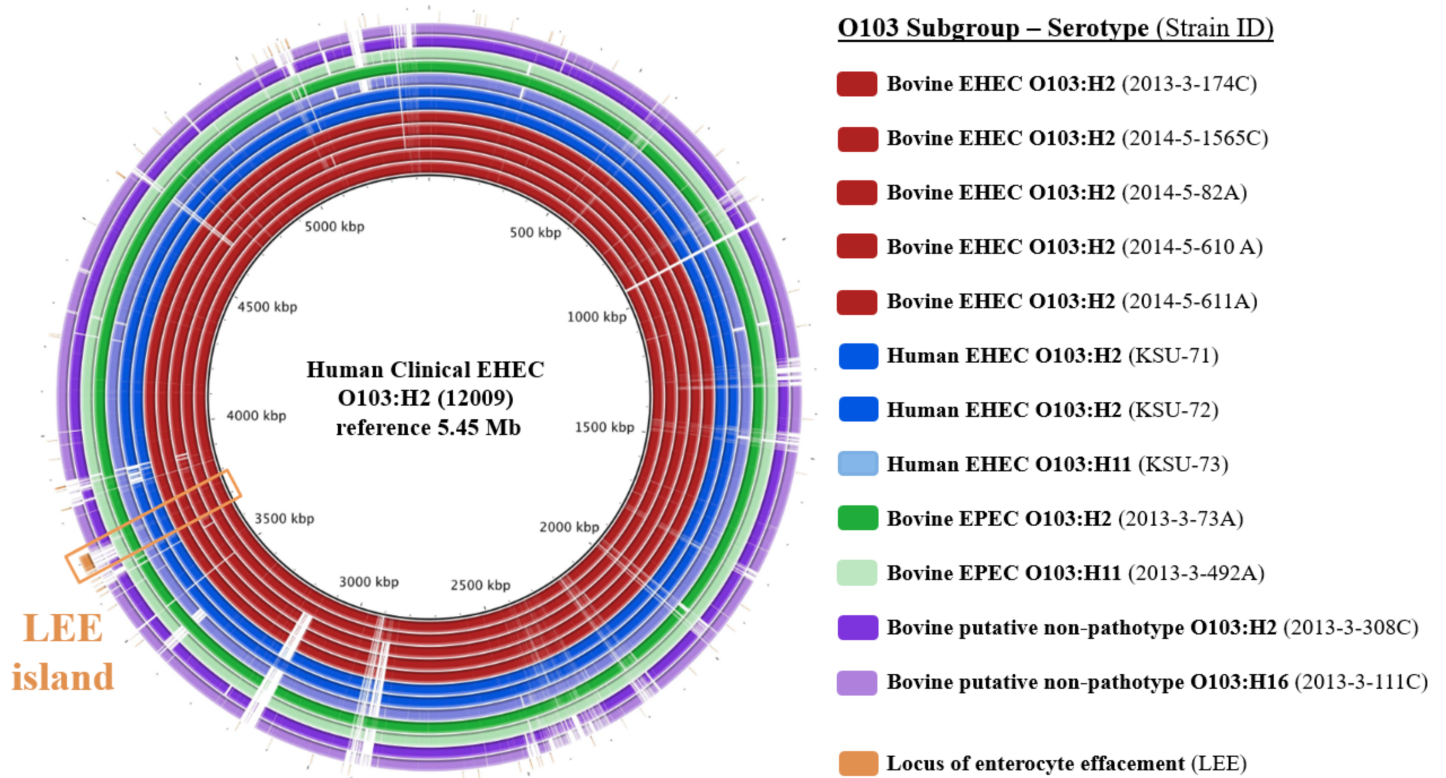 5000 kbp
500 kbp
4500 kbp
1000 kbp
Human Clinical EHEC
O103:H2 (12009)
reference 5.45 Mb
4000 kbp
1500 kbp
3500 kbp
2000 kbp
3000 kbp
2500 kbp
LEE
island
O103 Subgroup – Serotype (Strain ID)
Bovine EHEC O103:H2 (2013-3-174C)
Bovine EHEC O103:H2 (2014-5-1565C)
Bovine EHEC O103:H2 (2014-5-82A)
Bovine EHEC O103:H2 (2014-5-610 A)
Bovine EHEC O103:H2 (2014-5-611A)
Human EHEC O103:H2 (KSU-71)
Human EHEC O103:H2 (KSU-72)
Human EHEC O103:H11 (KSU-73)
Bovine EPEC O103:H2 (2013-3-73A)
Bovine EPEC O103:H11 (2013-3-492A)
Bovine putative non-pathotype O103:H2 (2013-3-308C)
Bovine putative non-pathotype O103:H16 (2013-3-111C)
Locus of enterocyte effacement (LEE)